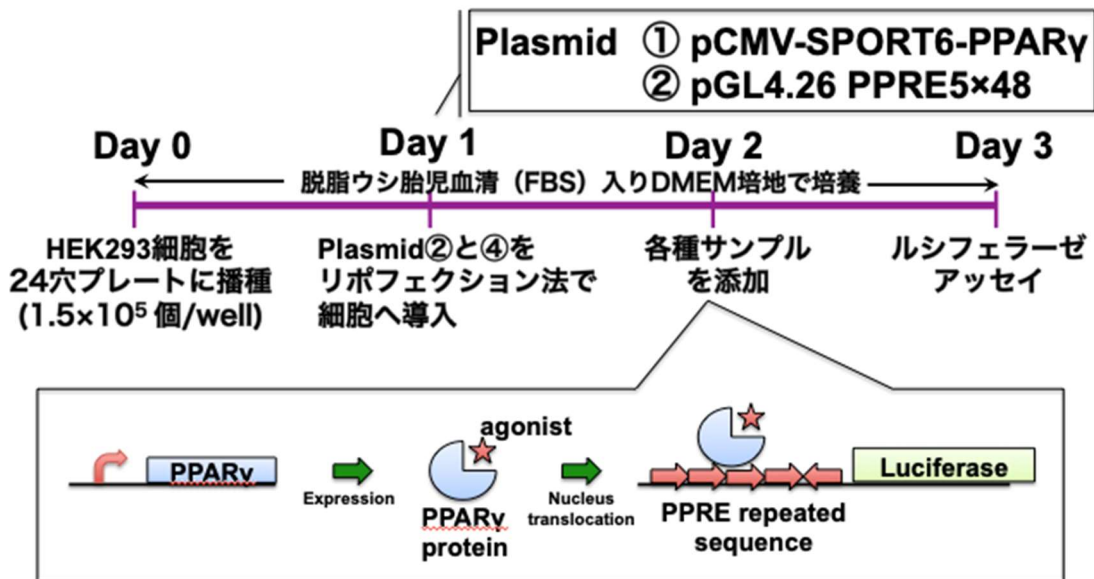 Plasmid ① pCMV-SPORT6-PPARγ
② pGL4.26 PPRE5×48
Day 0
Day 1
Day 2
Day 3
脱脂ウシ胎児血清（FBS）入りDMEM培地で培養
HEK293細胞を
24穴プレートに播種
(1.5×10⁵ 個/well)
Plasmid②と④を
リポフェクション法で
細胞へ導入
各種サンプル
を添加
ルシフェラーゼ
アッセイ
PPARγ
Expression
agonist
PPARγ
protein
Nucleus
translocation
PPRE repeated
sequence
Luciferase